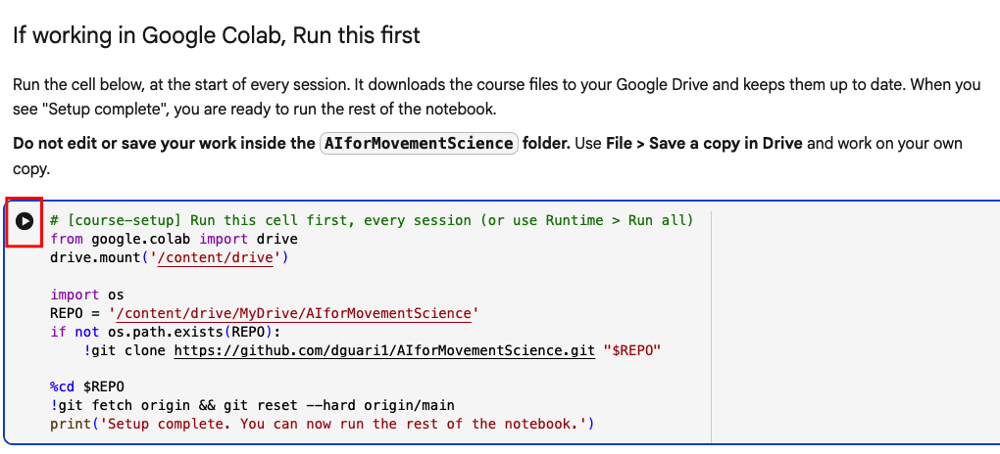 If working in Google Colab, Run this first
Run the cell below, at the start of every session. It downloads the course files to your Google Drive and keeps them up to date. When you
see "Setup complete", you are ready to run the rest of the notebook.
Do not edit or save your work inside the AIforMovementScience folder. Use File > Save a copy in Drive and work on your own
copy.
# [course-setup] Run this cell first, every session (or use Runtime > Run all)
from google.colab import drive
drive.mount('/content/drive')
import os
REPO = '/content/drive/MyDrive/AIforMovementScience'
if not os.path.exists(REPO):
    !git clone https://github.com/dguari1/AIforMovementScience.git "$REPO"
%cd $REPO
!git fetch origin && git reset --hard origin/main
print('Setup complete. You can now run the rest of the notebook.')